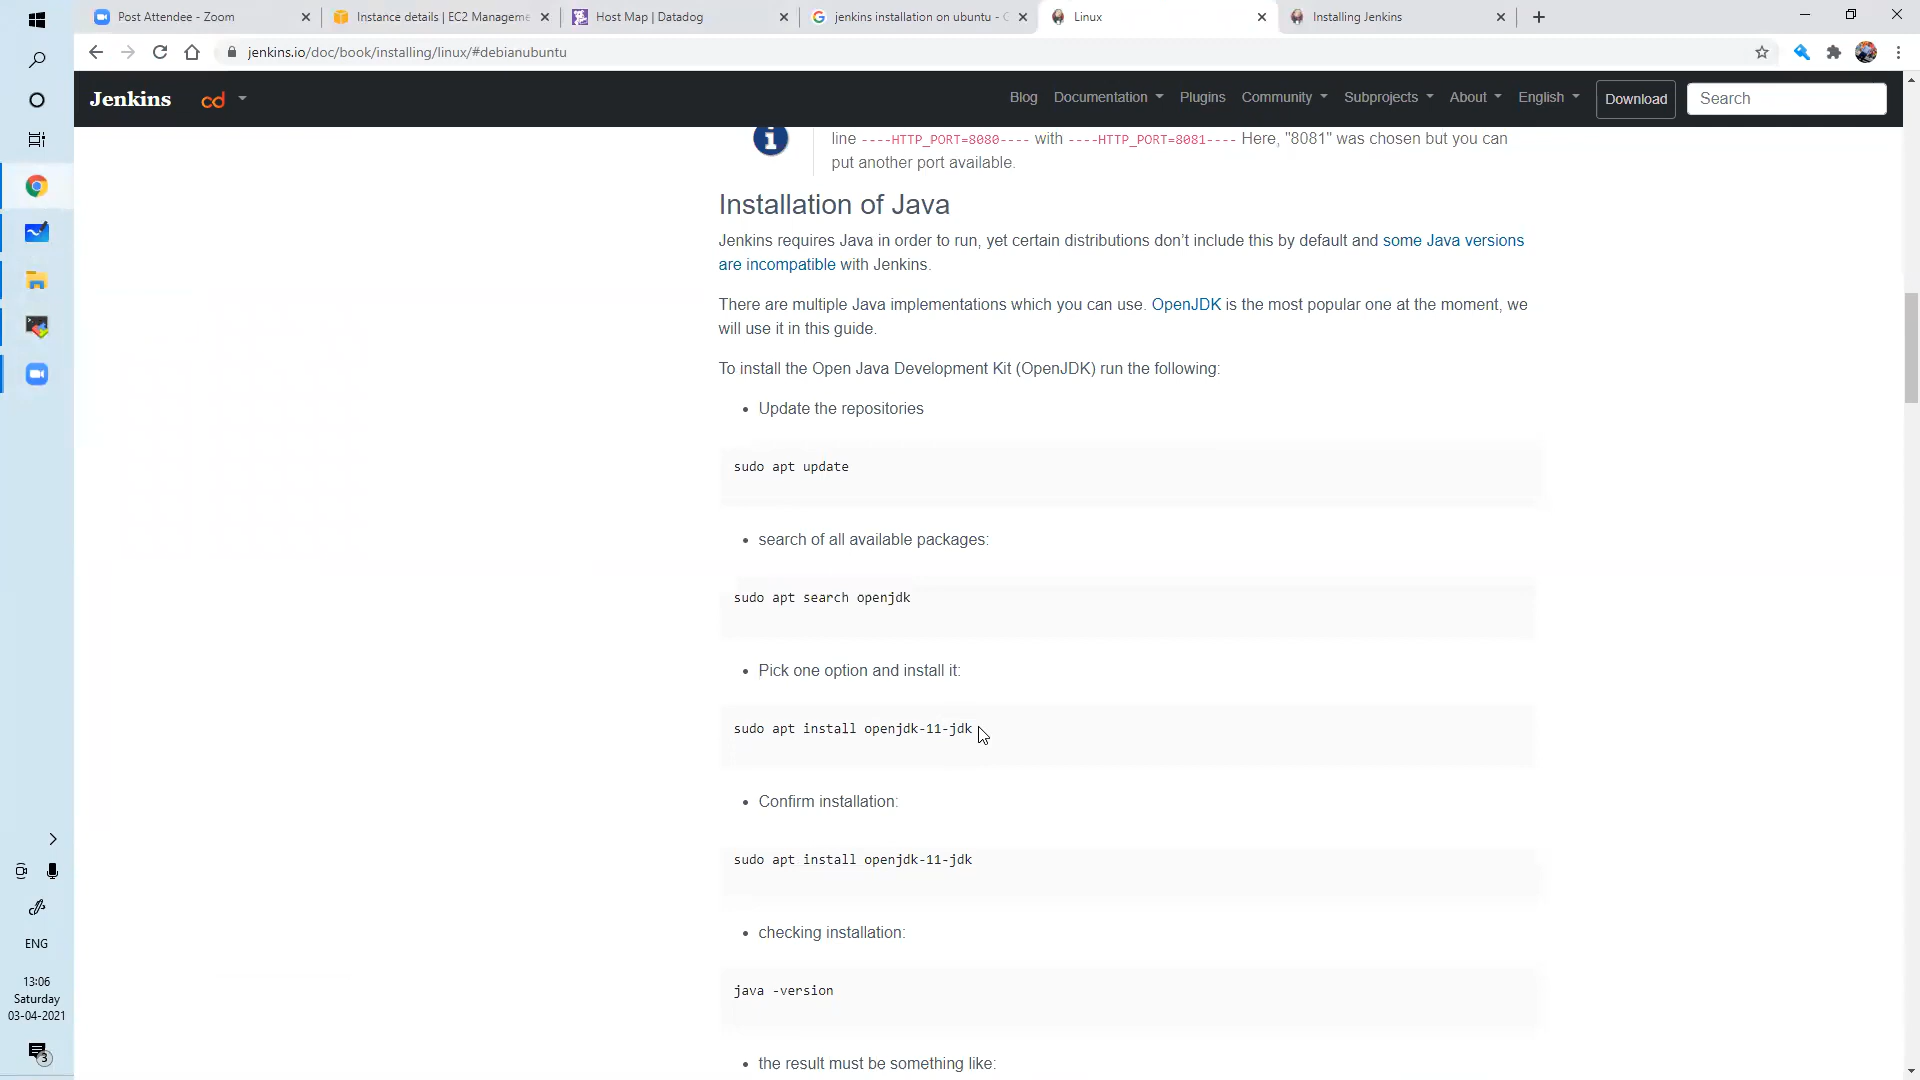 Post Attendee - Zoom
Instance details | EC2 Manageme
Host Map | Datadog
jenkins installation on ubuntu - G
Linux
Installing Jenkins
jenkins.io/doc/book/installing/linux/#debianubuntu
Jenkins
cd
Blog
Documentation
Plugins
Community
Subprojects
About
English
Download
Search
line ----HTTP_PORT=8080---- with ----HTTP_PORT=8081---- Here, "8081" was chosen but you can
put another port available.
Installation of Java
Jenkins requires Java in order to run, yet certain distributions don't include this by default and some Java versions
are incompatible with Jenkins.
There are multiple Java implementations which you can use. OpenJDK is the most popular one at the moment, we
will use it in this guide.
To install the Open Java Development Kit (OpenJDK) run the following:
• Update the repositories
sudo apt update
• search of all available packages:
sudo apt search openjdk
• Pick one option and install it:
sudo apt install openjdk-11-jdk
• Confirm installation:
sudo apt install openjdk-11-jdk
• checking installation:
java -version
• the result must be something like:
ENG
13:06
Saturday
03-04-2021
3